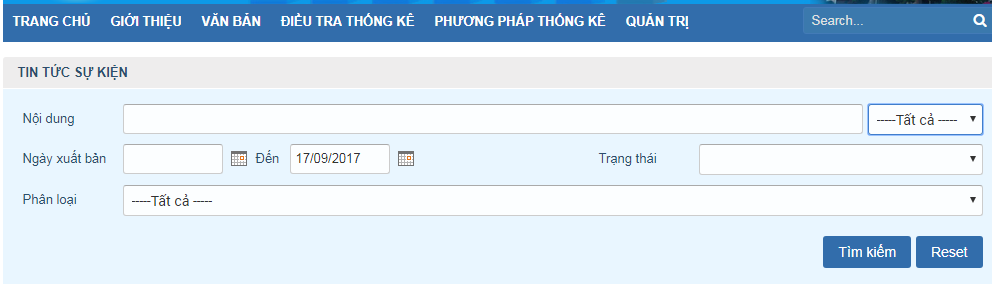 TRANG CHỦ GIỚI THIỆU VĂN BẢN ĐIỀU TRA THỐNG KÊ PHƯƠNG PHÁP THỐNG KÊ QUẢN TRỊ Search...
TIN TỨC SỰ KIỆN
Nội dung -----Tất cả -----
Ngày xuất bản Đến 17/09/2017 Trạng thái
Phân loại -----Tất cả -----
Tìm kiếm Reset